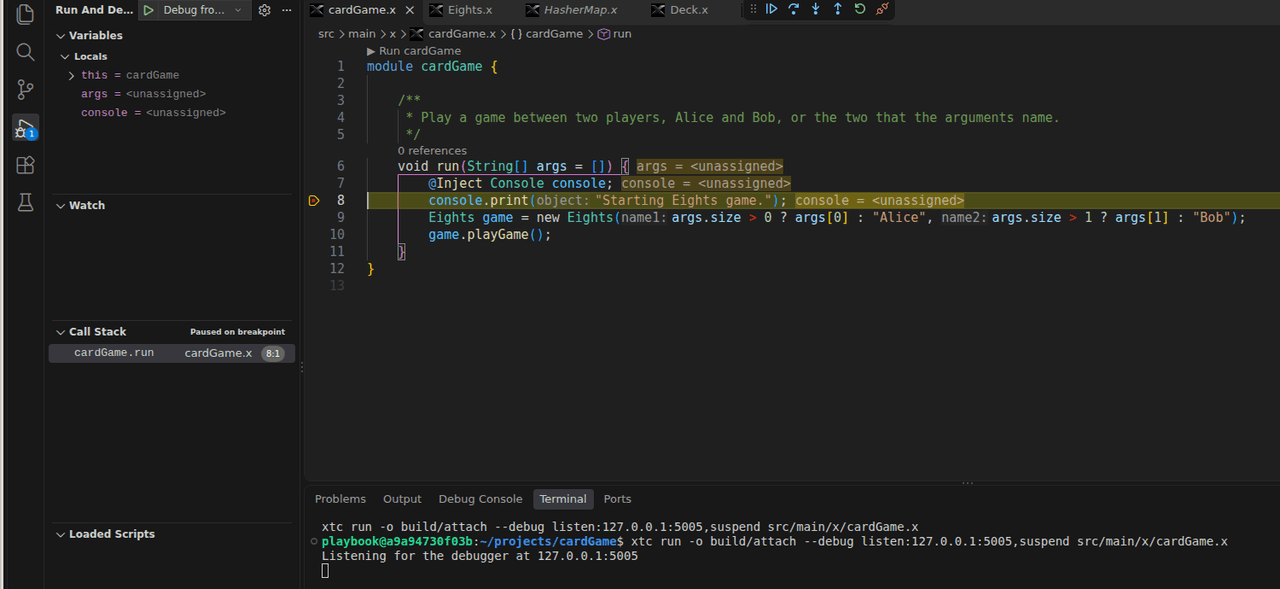 Run And De...
Debug fro...
cardGame.x
Eights.x
HasherMap.x
Deck.x
Variables
Locals
this = cardGame
args = <unassigned>
console = <unassigned>
1
Watch
Call Stack
Paused on breakpoint
cardGame.run
cardGame.x
8:1
Loaded Scripts
src > main > x > cardGame.x > {} cardGame > run
Run cardGame
1 module cardGame {
2
3 /**
4 * Play a game between two players, Alice and Bob, or the two that the arguments name.
5 */
0 references
6 void run(String[] args = []) { args = <unassigned>
7 @Inject Console console; console = <unassigned>
8 console.print(object: "Starting Eights game."); console = <unassigned>
9 Eights game = new Eights(name1: args.size > 0 ? args[0] : "Alice", name2: args.size > 1 ? args[1] : "Bob");
10 game.playGame();
11 }
12 }
13
Problems
Output
Debug Console
Terminal
Ports
xtc run -o build/attach --debug listen:127.0.0.1:5005,suspend src/main/x/cardGame.x
playbook@a9a94730f03b:~/projects/cardGame$ xtc run -o build/attach --debug listen:127.0.0.1:5005,suspend src/main/x/cardGame.x
Listening for the debugger at 127.0.0.1:5005